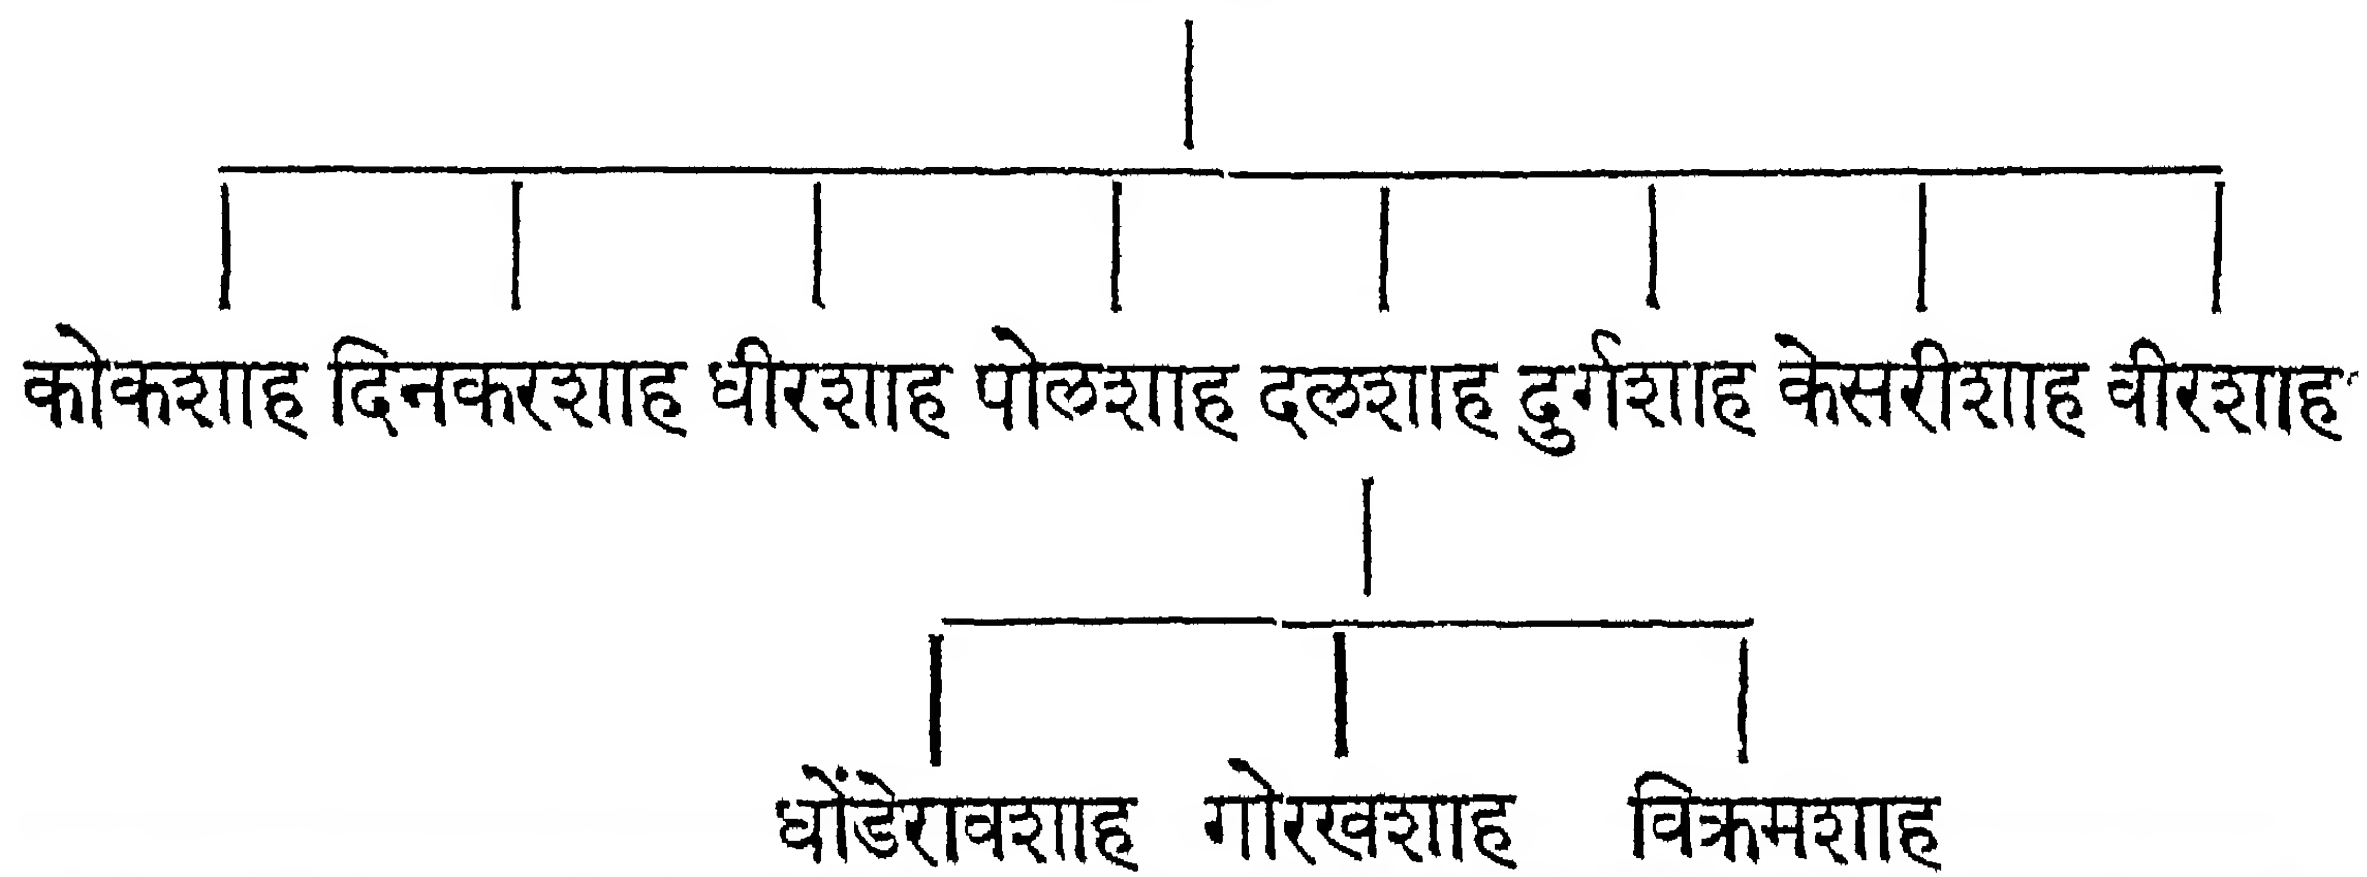 कोकशाह दिनकरशाह धीरशाह पोलशाह दलशाह दुर्गशाह केसरीशाह वीरशाह
धोंडेरावशाह गोरखशाह विक्रमशाह